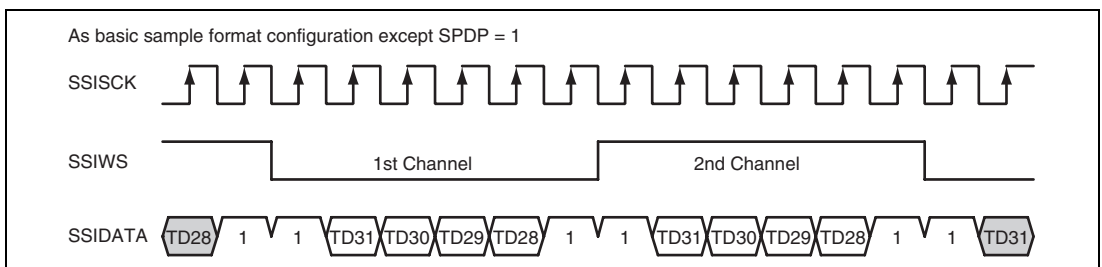 As basic sample format configuration except SPDP = 1
SSISCK
SSIWS 1st Channel 2nd Channel
SSIDATA TD28 1 1 TD31 TD30 TD29 TD28 1 1 TD31 TD30 TD29 TD28 1 1 TD31